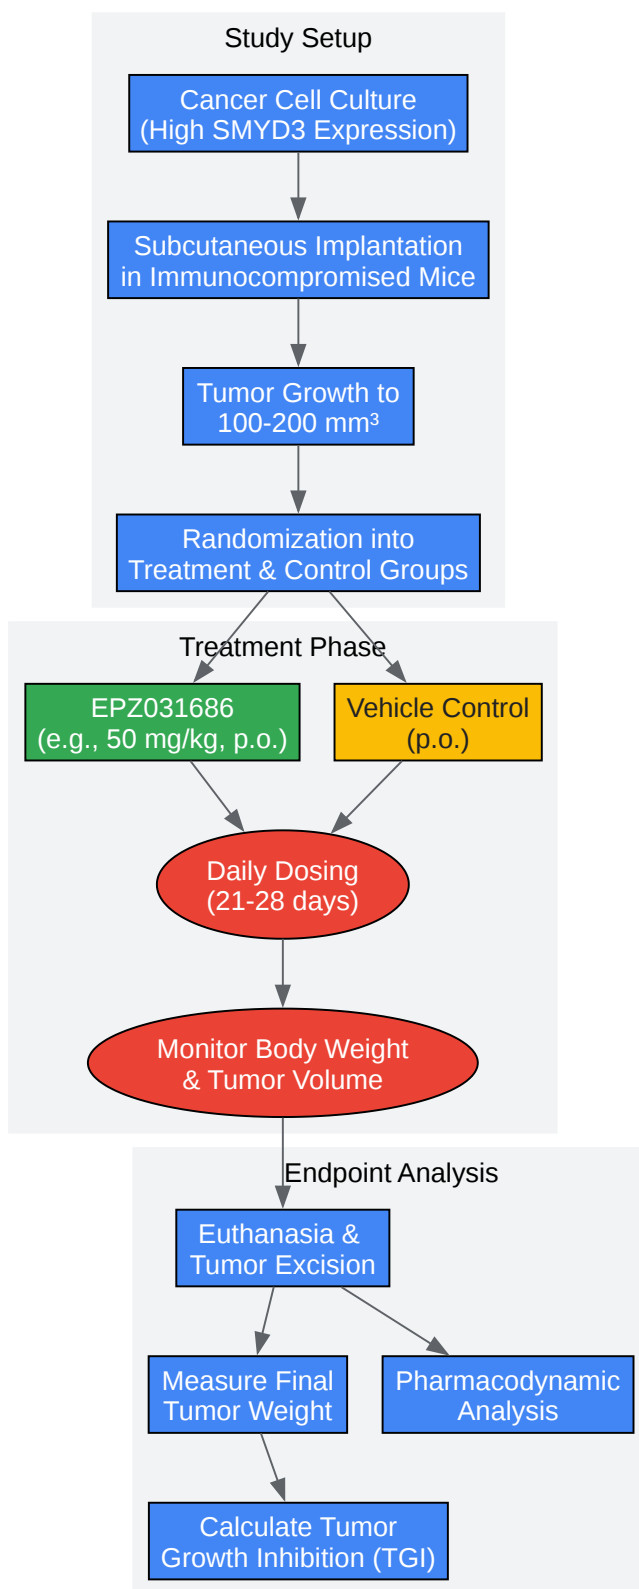 Study Setup
Cancer Cell Culture
(High SMYD3 Expression)
Subcutaneous Implantation
in Immunocompromised Mice
Tumor Growth to
100-200 mm³
Randomization into
Treatment & Control Groups
Treatment Phase
EPZ031686
(e.g., 50 mg/kg, p.o.)
Vehicle Control
(p.o.)
Daily Dosing
(21-28 days)
Monitor Body Weight
& Tumor Volume
Endpoint Analysis
Euthanasia &
Tumor Excision
Measure Final
Tumor Weight
Pharmacodynamic
Analysis
Calculate Tumor
Growth Inhibition (TGI)